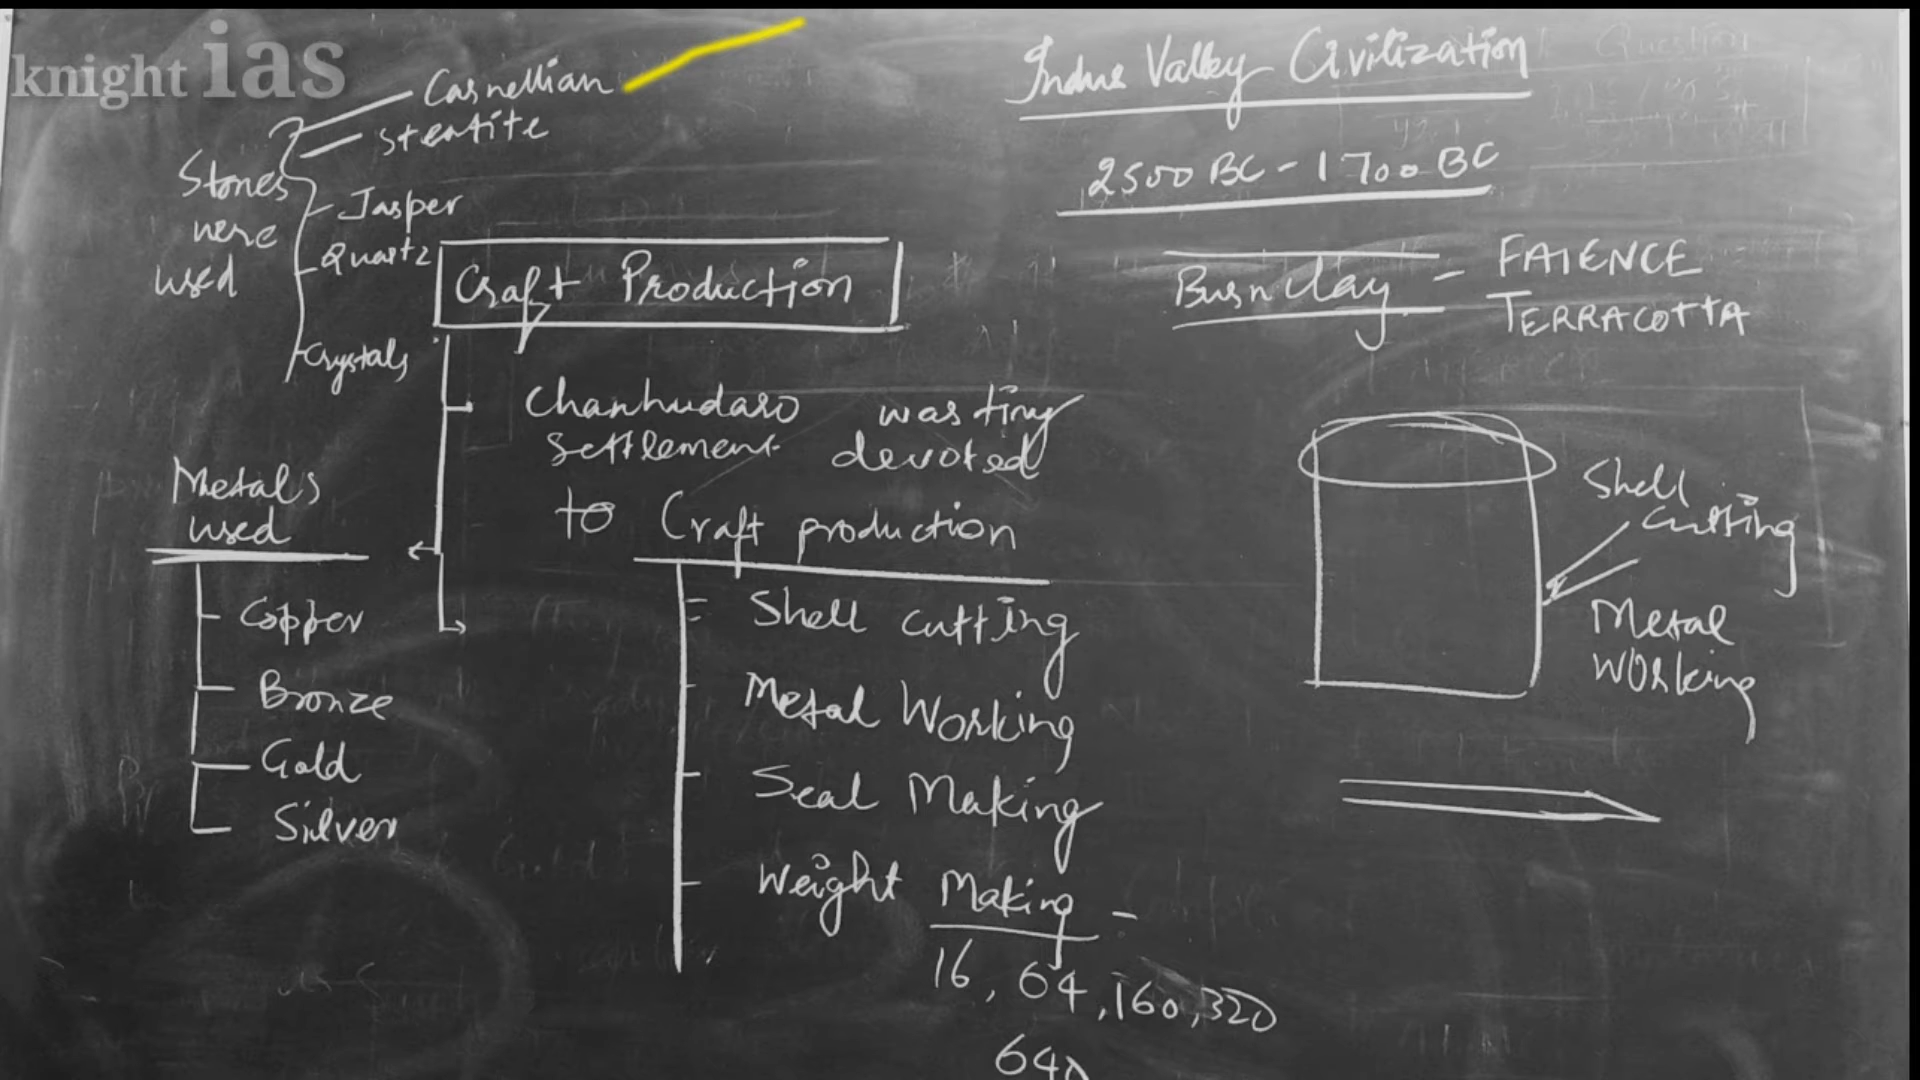 knight ias
Indus Valley Civilization
2500 BC - 1700 BC
Carnellian
Steatite
Stones
were
used
Jasper
Quartz
Crystals
Craft Production
Burn Clay - FAIENCE
TERRACOTTA
Chanhudaro was tiny
settlement devoted
to Craft production
Metals
used
Copper
Bronze
Gold
Silver
Shell cutting
Metal Working
Seal Making
Weight Making -
16, 64, 160, 320
640
Shell
cutting
Metal
Working